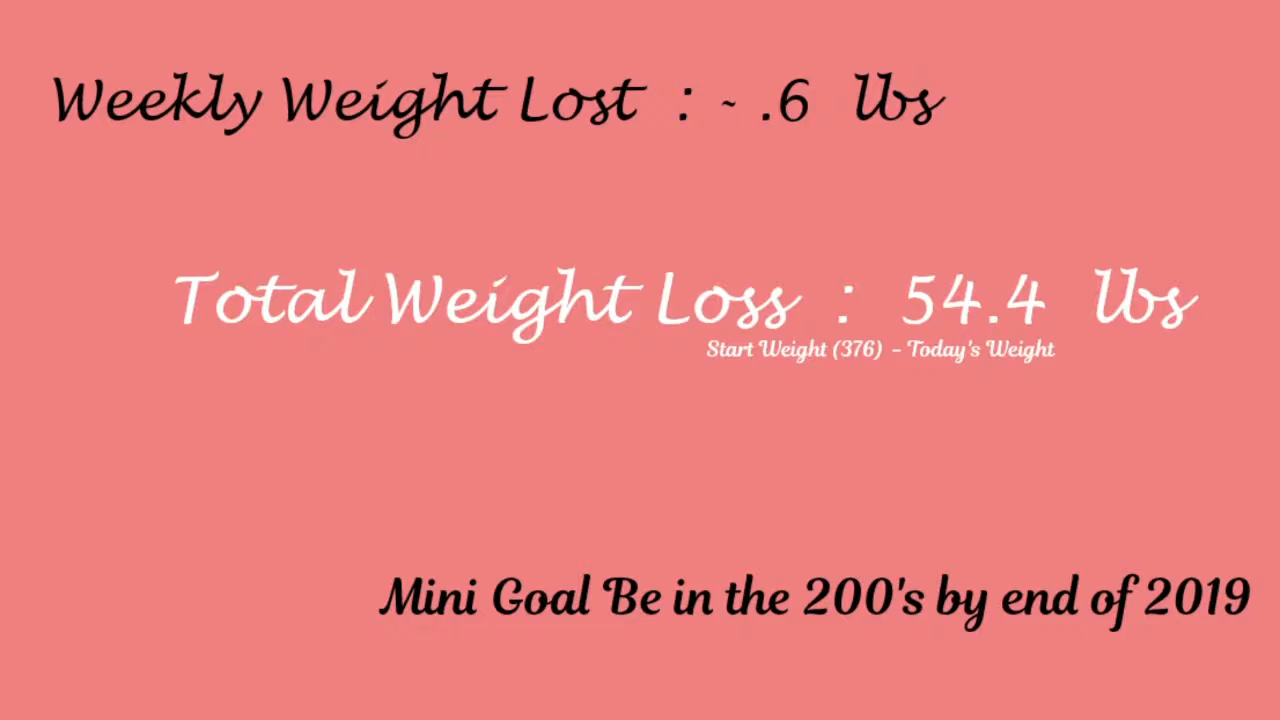 Weekly Weight Lost : - .6 lbs
Total Weight Loss : 54.4 lbs
Start Weight (376) - Today's Weight
Mini Goal Be in the 200's by end of 2019